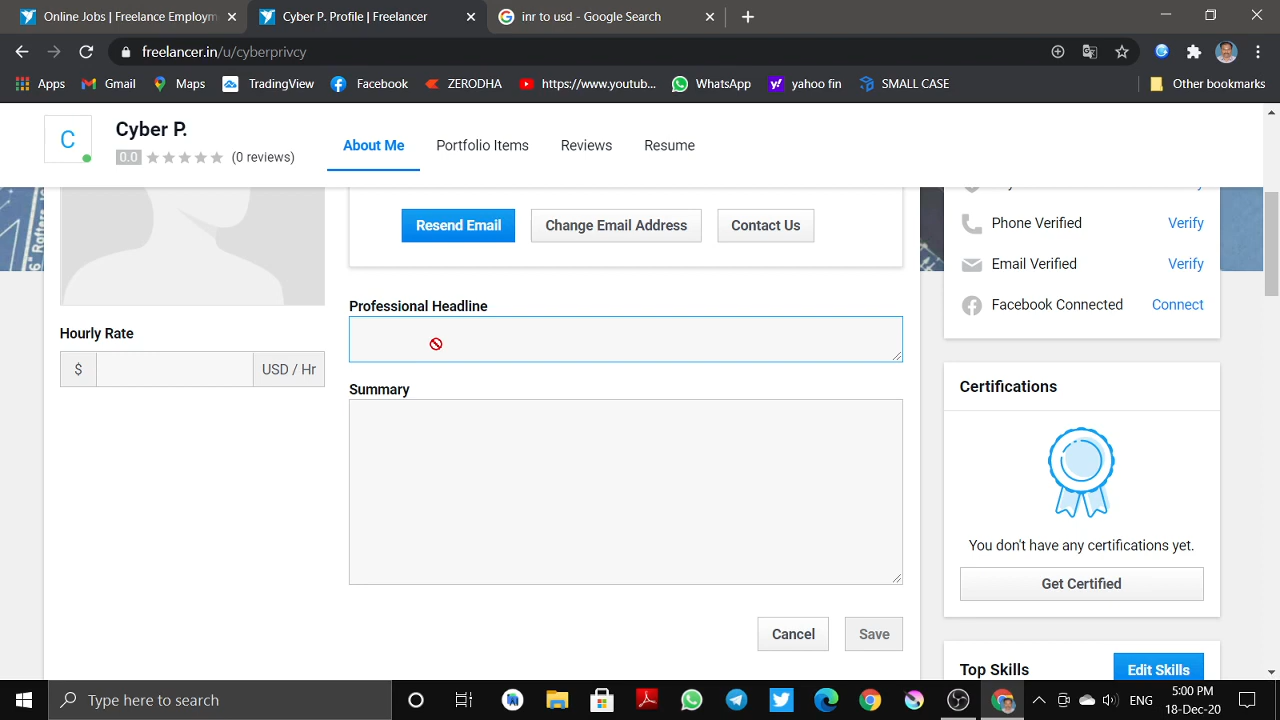 Online Jobs | Freelance Employm
Cyber P. Profile | Freelancer
inr to usd - Google Search
freelancer.in/u/cyberprivcy
Apps
Gmail
Maps
TradingView
Facebook
ZERODHA
https://www.youtub...
WhatsApp
yahoo fin
SMALL CASE
Other bookmarks
C
Cyber P.
0.0
(0 reviews)
About Me
Portfolio Items
Reviews
Resume
Resend Email
Change Email Address
Contact Us
Phone Verified
Verify
Email Verified
Verify
Facebook Connected
Connect
Professional Headline
Hourly Rate
$
USD / Hr
Summary
Certifications
You don't have any certifications yet.
Get Certified
Cancel
Save
Top Skills
Edit Skills
Type here to search
ENG
5:00 PM
18-Dec-20